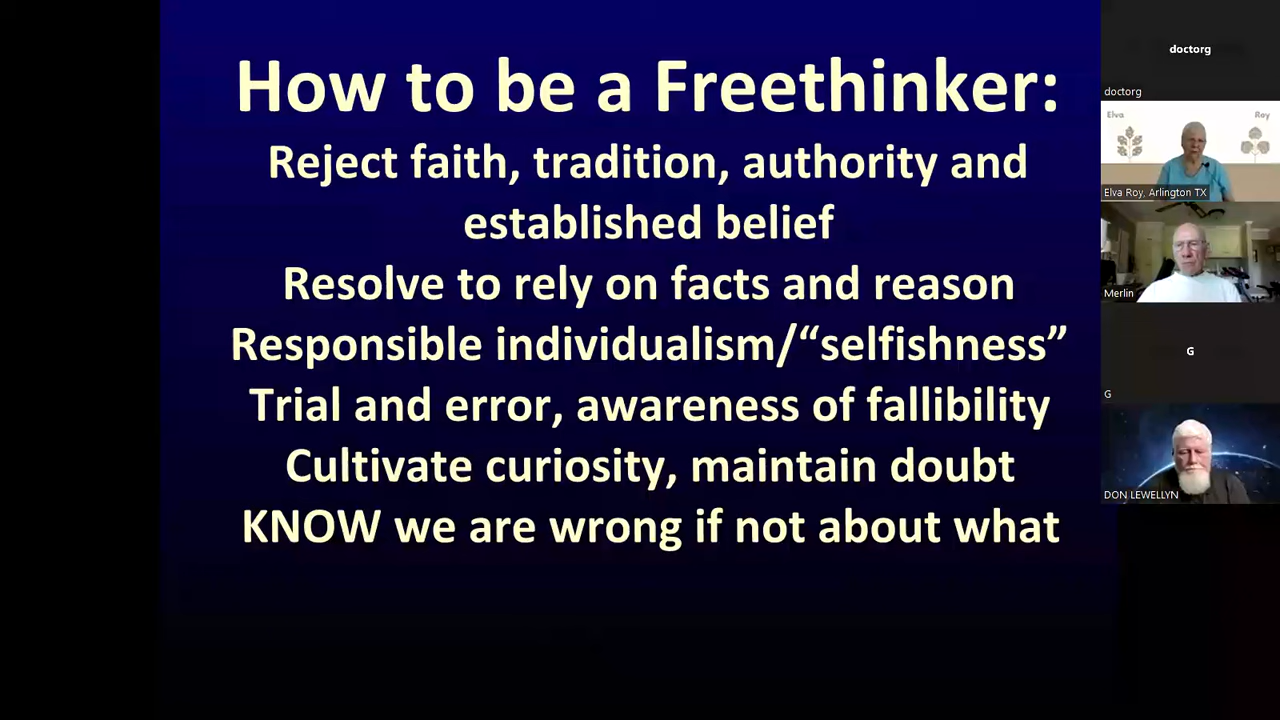 How to be a Freethinker:
Reject faith, tradition, authority and
established belief
Resolve to rely on facts and reason
Responsible individualism/“selfishness”
Trial and error, awareness of fallibility
Cultivate curiosity, maintain doubt
KNOW we are wrong if not about what
doctorg
doctorg
Elva Roy
Elva Roy, Arlington TX
Merlin
G
G
DON LEWELLYN